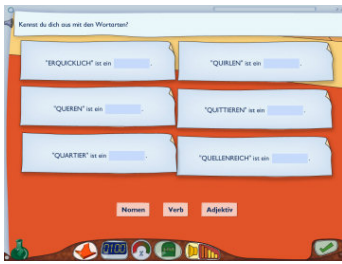 Kennst du dich aus mit den Wortarten?
"ERQUICKLICH" ist ein .
"QUIRLEN" ist ein .
"QUEREN" ist ein .
"QUITTIEREN" ist ein .
"QUARTIER" ist ein .
"QUELLENREICH" ist ein .
Nomen Verb Adjektiv